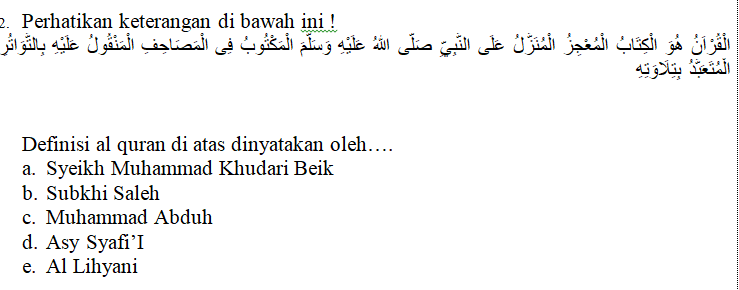 2. Perhatikan keterangan di bawah ini !
الْقُرْاَنُ هُوَ الْكِتَابُ الْمُعْجِزُ الْمُنَزَّلُ عَلَى النَّبِيِّ صَلَّى اللهُ عَلَيْهِ وَسَلَّمَ الْمَكْتُوبُ فِى الْمَصَاحِفِ الْمَنْقُولُ عَلَيْهِ بِالتَّوَاتُرِ
الْمُتَعَبَّدُ بِتِلَاوَتِهِ
Definisi al quran di atas dinyatakan oleh….
a. Syeikh Muhammad Khudari Beik
b. Subkhi Saleh
c. Muhammad Abduh
d. Asy Syafi’I
e. Al Lihyani